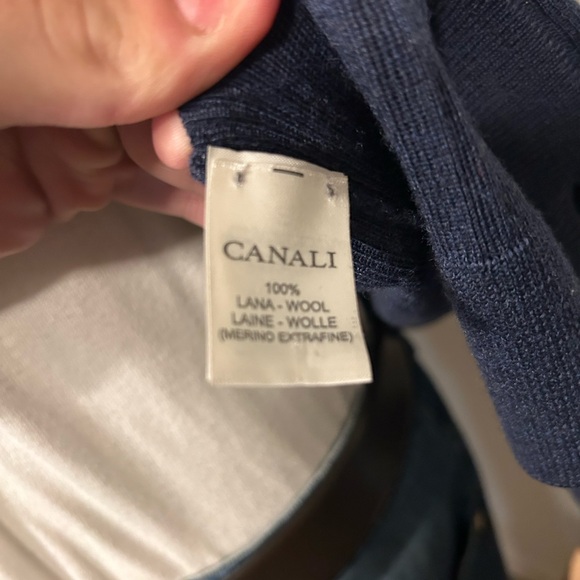 CANALI
100%
LANA - WOOL
LAINE - WOLLE
(MERINO EXTRAFINE)